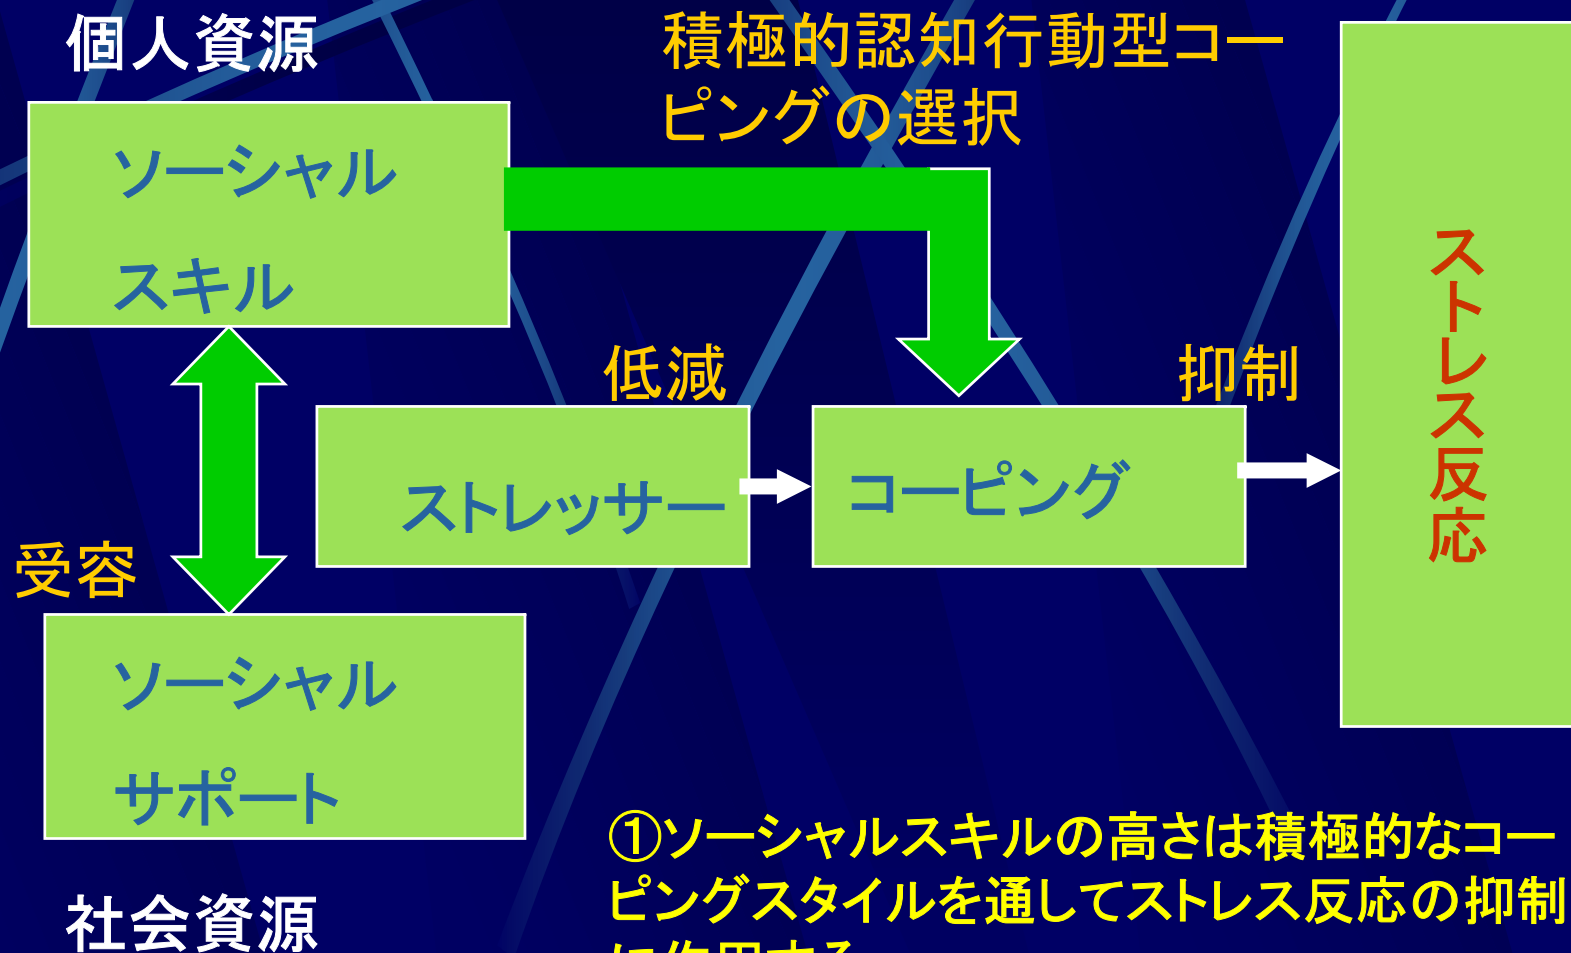 個人資源
積極的認知行動型コー
ピングの選択
ソーシャル
スキル
低減
抑制
ストレッサー
コーピング
ストレス反応
受容
ソーシャル
サポート
社会資源
①ソーシャルスキルの高さは積極的なコー
ピングスタイルを通してストレス反応の抑制
に作用する